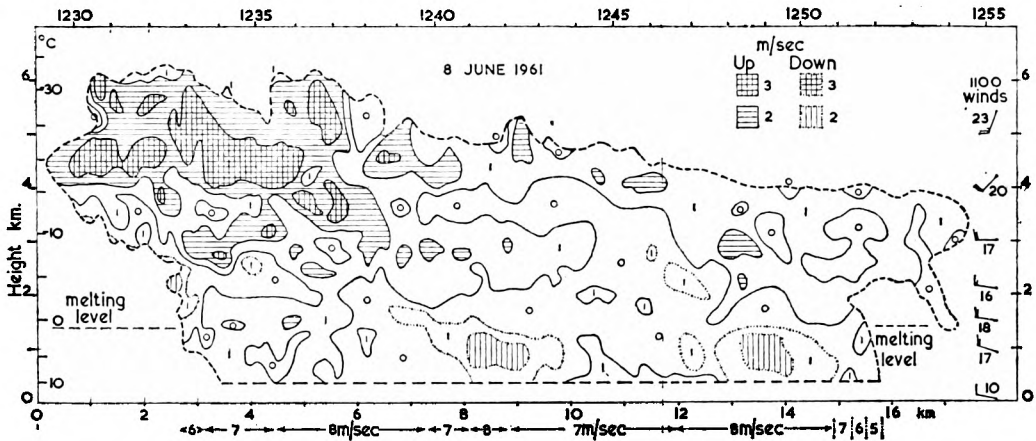 1230 1235 1240 1245 1250 1255
°C
8 JUNE 1961
m/sec
Up Down
3 3
2 2
1100
winds
23
20
17
16
18
17
10
6
4
2
0
Height km.
-30
-10
0
10
melting
level
melting
level
6
4
2
0
0 2 4 6 8 10 12 14 16 km
6 7 8m/sec 7 8 7m/sec 8m/sec 7 6 5